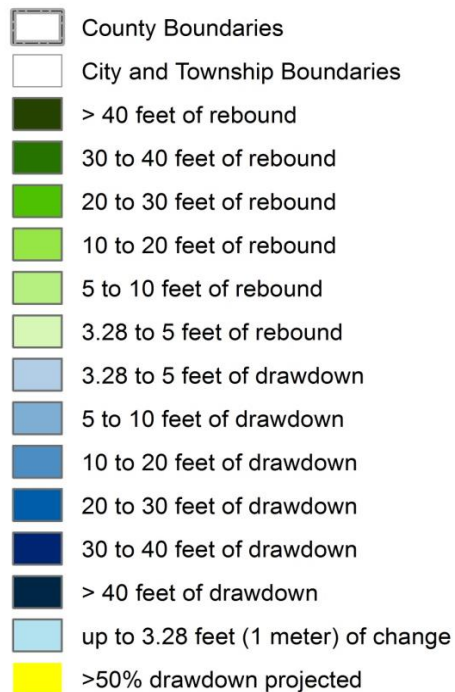 County Boundaries
City and Township Boundaries
> 40 feet of rebound
30 to 40 feet of rebound
20 to 30 feet of rebound
10 to 20 feet of rebound
5 to 10 feet of rebound
3.28 to 5 feet of rebound
3.28 to 5 feet of drawdown
5 to 10 feet of drawdown
10 to 20 feet of drawdown
20 to 30 feet of drawdown
30 to 40 feet of drawdown
> 40 feet of drawdown
up to 3.28 feet (1 meter) of change
>50% drawdown projected